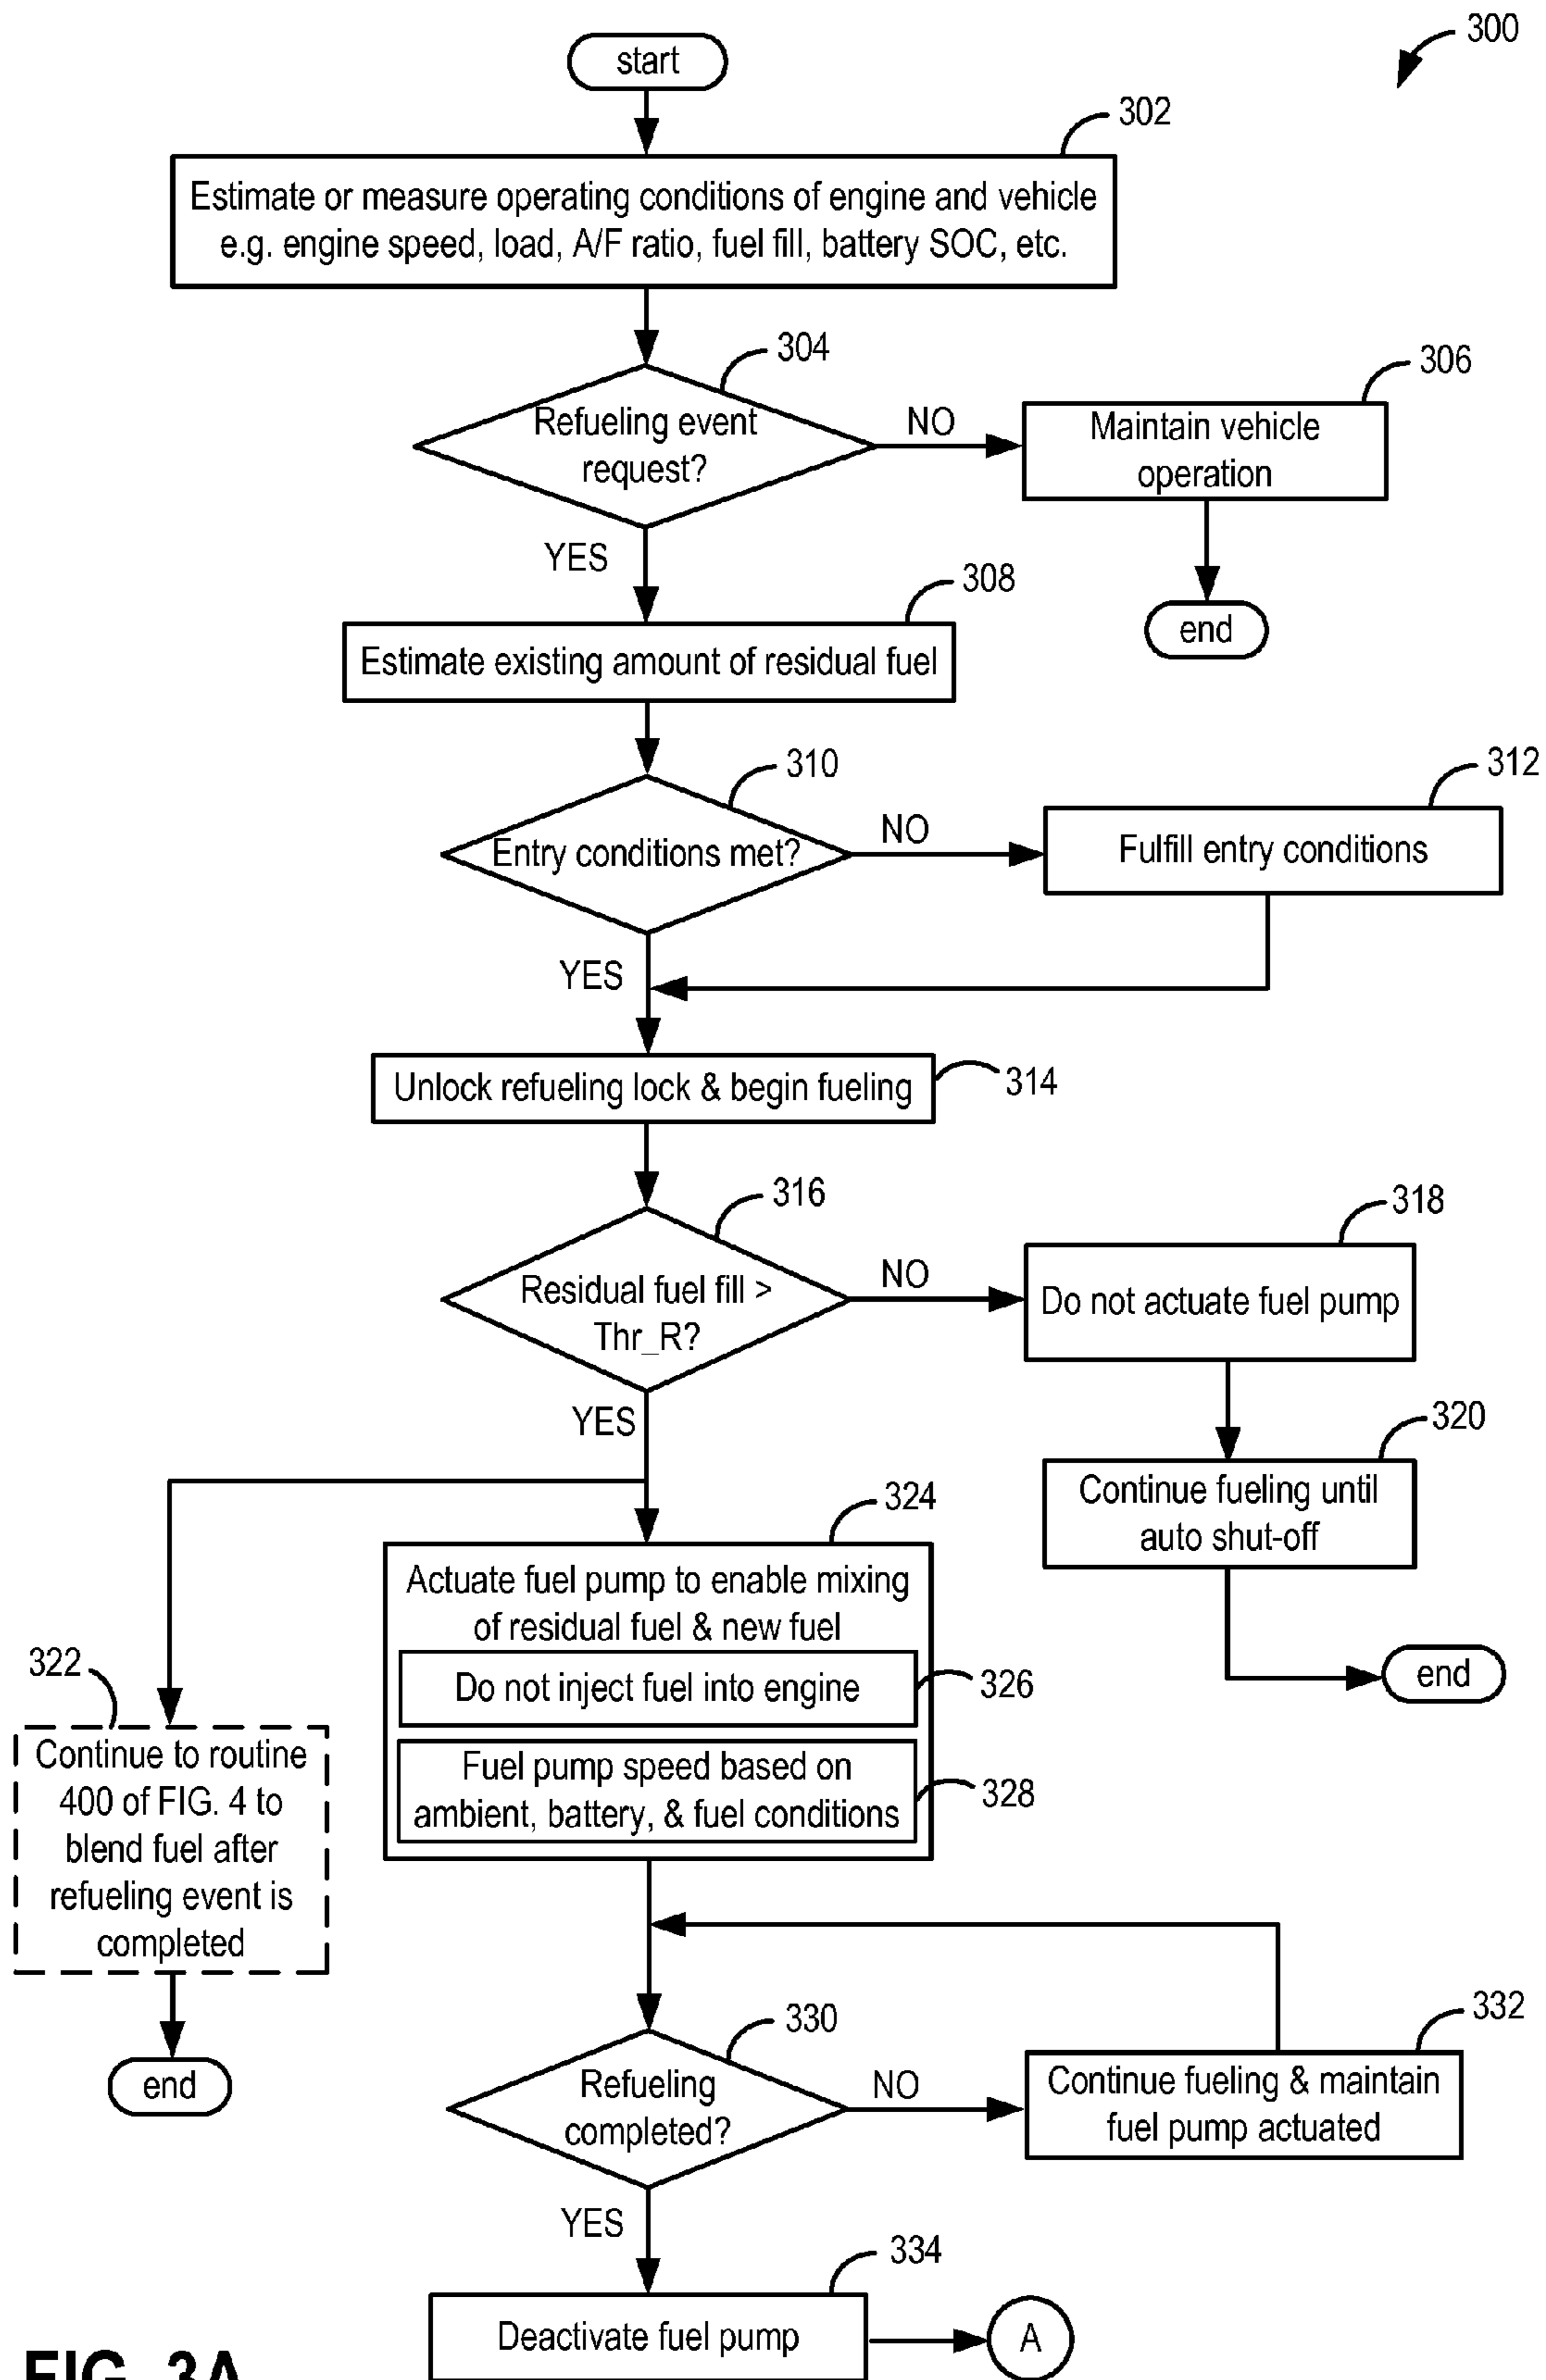 300
start
302
Estimate or measure operating conditions of engine and vehicle
e.g. engine speed, load, A/F ratio, fuel fill, battery SOC, etc.
304
Refueling event
request?
NO
306
Maintain vehicle
operation
end
YES
308
Estimate existing amount of residual fuel
310
Entry conditions met?
NO
312
Fulfill entry conditions
YES
Unlock refueling lock & begin fueling
314
316
Residual fuel fill >
Thr_R?
NO
318
Do not actuate fuel pump
320
Continue fueling until
auto shut-off
end
YES
322
Continue to routine
400 of FIG. 4 to
blend fuel after
refueling event is
completed
end
324
Actuate fuel pump to enable mixing
of residual fuel & new fuel
Do not inject fuel into engine
326
Fuel pump speed based on
ambient, battery, & fuel conditions
328
330
Refueling
completed?
NO
332
Continue fueling & maintain
fuel pump actuated
YES
334
Deactivate fuel pump
A
FIG. 3A